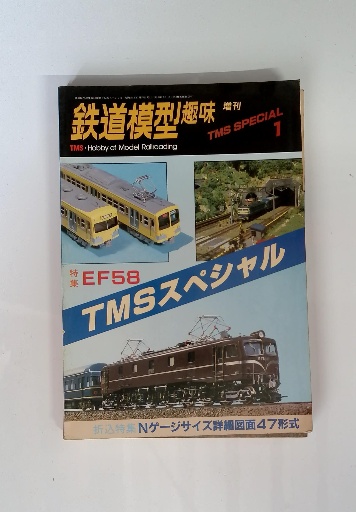 鉄道模型趣味 増刊
TMS SPECIAL
1
TMS・Hobby of Model Railroading
特集 EF58
TMSスペシャル
折込特集 Nゲージサイズ詳細図面47形式